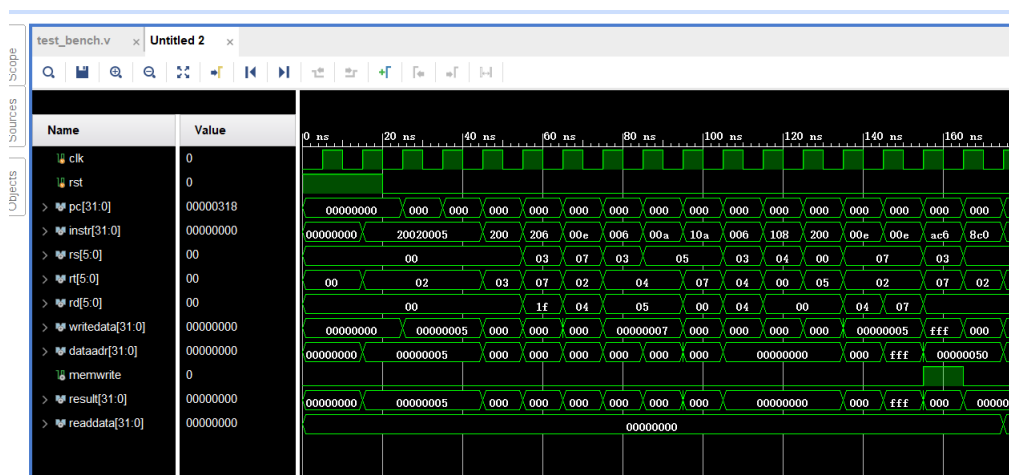 Scope
Sources
Objects
test_bench.v × Untitled 2 ×
Name Value
0 ns 20 ns 40 ns 60 ns 80 ns 100 ns 120 ns 140 ns 160 ns
clk 0
rst 0
pc[31:0] 00000318 00000000 000 000 000 000 000 000 000 000 000 000 000 000 000 000 000
instr[31:0] 00000000 00000000 20020005 200 206 00e 006 00a 10a 006 108 200 00e 00e ac6 8c0
rs[5:0] 00 00 03 07 03 05 03 04 00 07 03
rt[5:0] 00 00 02 03 07 02 04 07 04 00 05 02 07 02
rd[5:0] 00 00 1f 04 05 00 04 00 04 07
writedata[31:0] 00000000 00000000 00000005 000 000 000 00000007 000 000 000 000 00000005 fff 000
dataadr[31:0] 00000000 00000000 00000005 000 000 000 000 000 00000000 000 fff 00000050
memwrite 0
result[31:0] 00000000 00000000 00000005 000 000 000 000 000 00000000 000 fff 000 00000
readdata[31:0] 00000000 00000000